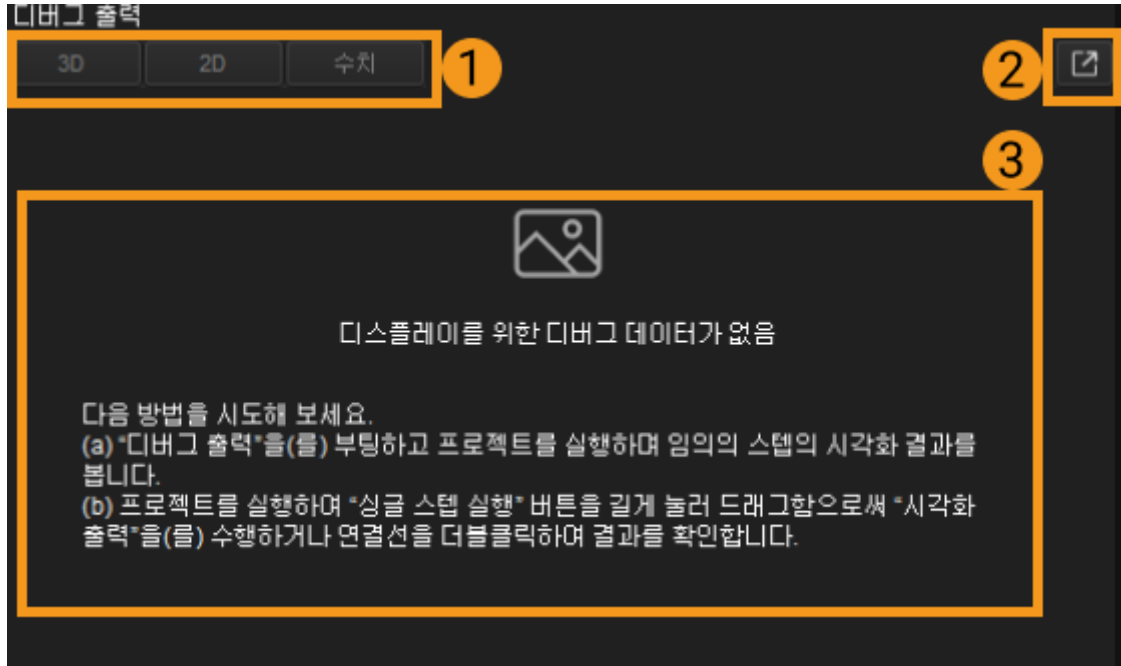 디버그 출력
3D 2D 수치 1 2
3
디스플레이를 위한 디버그 데이터가 없음
다음 방법을 시도해 보세요.
(a) “디버그 출력”을(를) 부팅하고 프로젝트를 실행하며 임의의 스텝의 시각화 결과를
봅니다.
(b) 프로젝트를 실행하여 “싱글 스텝 실행” 버튼을 길게 눌러 드래그함으로써 “시각화
출력”을(를) 수행하거나 연결선을 더블클릭하여 결과를 확인합니다.